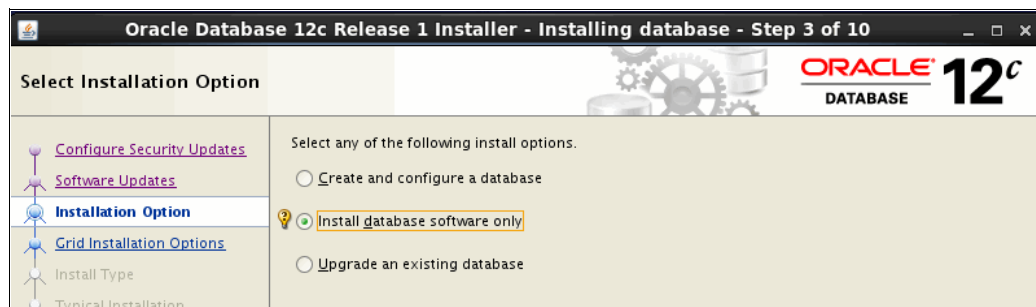 Oracle Database 12c Release 1 Installer - Installing database - Step 3 of 10
Select Installation Option
ORACLE
DATABASE
12c
Configure Security Updates
Software Updates
Installation Option
Grid Installation Options
Install Type
Typical Installation
Select any of the following install options.
Create and configure a database
Install database software only
Upgrade an existing database